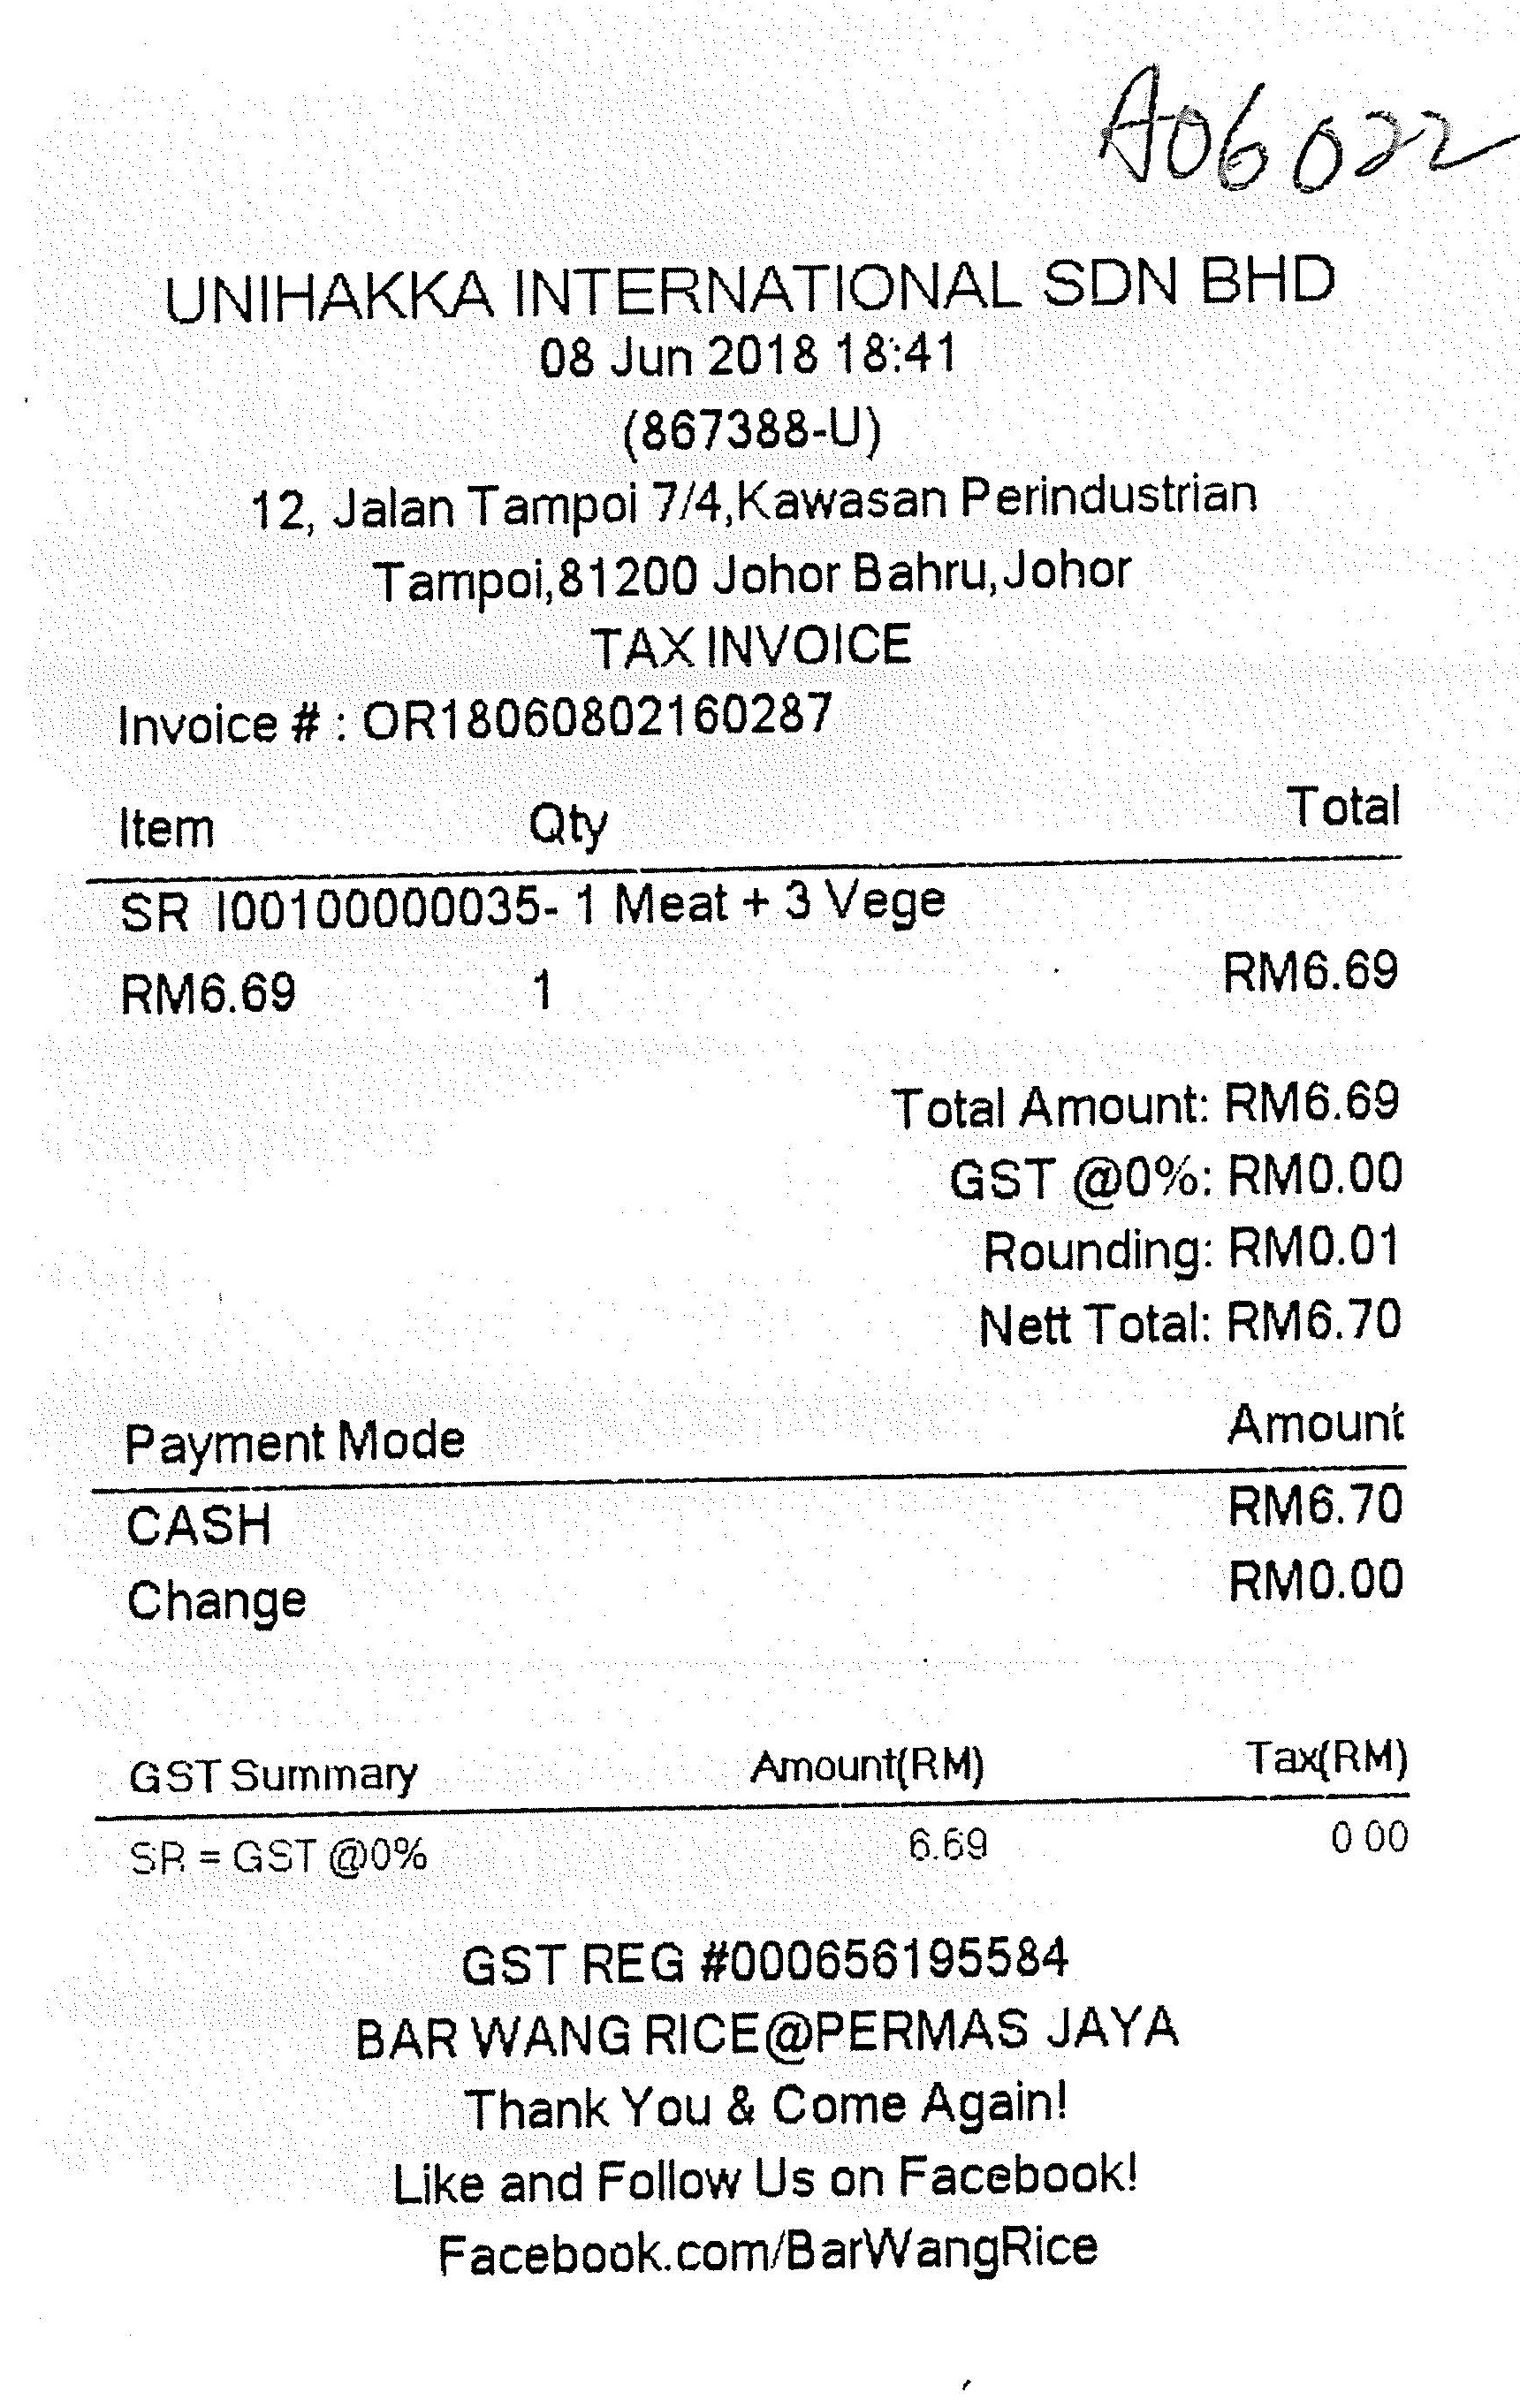 A06022
UNIHAKKA INTERNATIONAL SDN BHD
08 Jun 2018 18:41
(867388-U)
12, Jalan Tampoi 7/4,Kawasan Perindustrian
Tampoi,81200 Johor Bahru,Johor
TAX INVOICE
Invoice # : OR18060802160287
Item Qty Total
SR I00100000035- 1 Meat + 3 Vege
RM6.69 1 RM6.69
Total Amount: RM6.69
GST @0%: RM0.00
Rounding: RM0.01
Nett Total: RM6.70
Payment Mode Amount
CASH RM6.70
Change RM0.00
GST Summary Amount(RM) Tax(RM)
SR = GST @0% 6.69 0 00
GST REG #000656195584
BAR WANG RICE@PERMAS JAYA
Thank You & Come Again!
Like and Follow Us on Facebook!
Facebook.com/BarWangRice